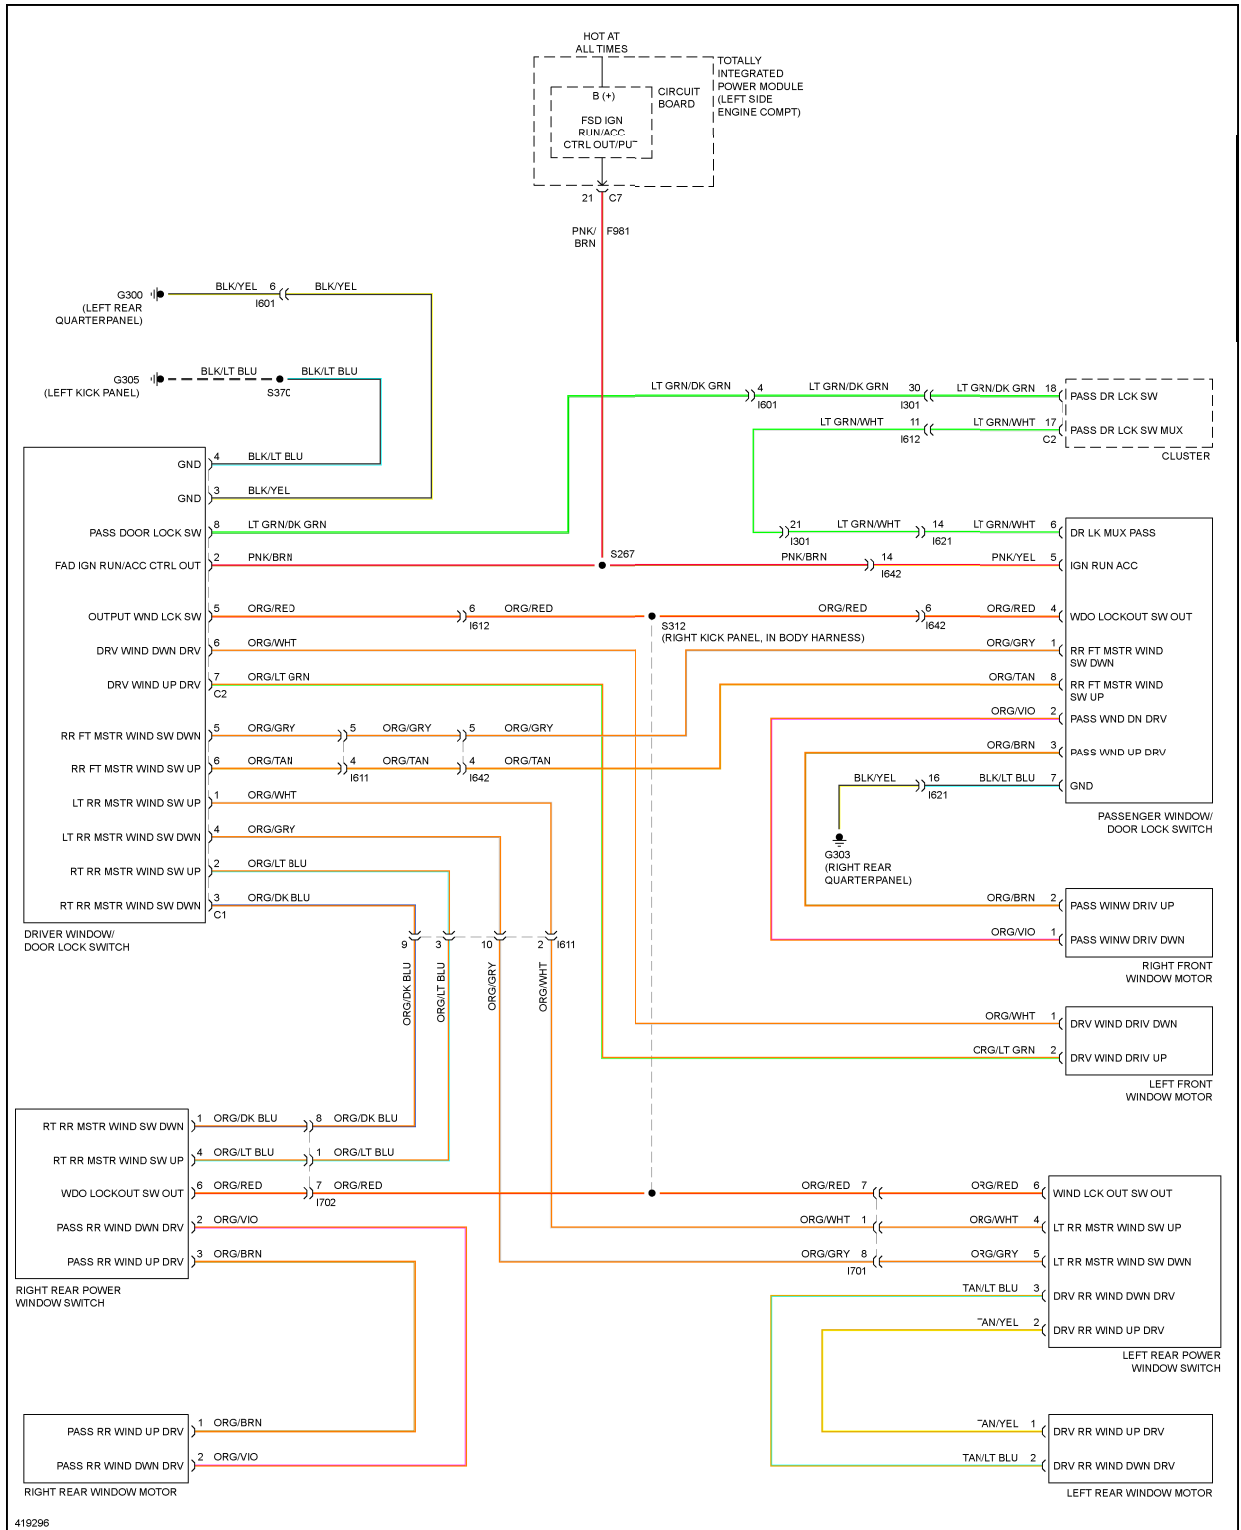 HOT AT
ALL TIMES
TOTALLY
INTEGRATED
POWER MODULE
(LEFT SIDE
ENGINE COMPT)
B (+)
CIRCUIT
BOARD
FSD IGN
RUN/ACC
CTRL OUT/PUT
21 C7
PNK/
BRN
F981
G300
(LEFT REAR
QUARTERPANEL)
BLK/YEL 6 BLK/YEL
I601
G305
(LEFT KICK PANEL)
BLK/LT BLU BLK/LT BLU
S370
LT GRN/DK GRN 4 LT GRN/DK GRN 30 LT GRN/DK GRN 18 PASS DR LCK SW
I601 I301
LT GRN/WHT 11 LT GRN/WHT 17 PASS DR LCK SW MUX
I612 C2
CLUSTER
GND 4 BLK/LT BLU
GND 3 BLK/YEL
PASS DOOR LOCK SW 8 LT GRN/DK GRN
21 LT GRN/WHT 14 LT GRN/WHT 6 DR LK MUX PASS
I301 I621
FAD IGN RUN/ACC CTRL OUT 2 PNK/BRN S267 PNK/BRN 14 PNK/YEL 5 IGN RUN ACC
I642
OUTPUT WND LCK SW 5 ORG/RED 6 ORG/RED ORG/RED 6 ORG/RED 4 WDO LOCKOUT SW OUT
I612 S312 I642
(RIGHT KICK PANEL, IN BODY HARNESS)
DRV WIND DWN DRV 6 ORG/WHT
ORG/GRY 1 RR FT MSTR WIND
SW DWN
DRV WIND UP DRV 7 ORG/LT GRN
C2
ORG/TAN 8 RR FT MSTR WIND
SW UP
ORG/VIO 2 PASS WND DN DRV
RR FT MSTR WIND SW DWN 5 ORG/GRY 5 ORG/GRY 5 ORG/GRY
ORG/BRN 3 PASS WND UP DRV
RR FT MSTR WIND SW UP 6 ORG/TAN 4 ORG/TAN 4 ORG/TAN
I611 I642
BLK/YEL 16 BLK/LT BLU 7 GND
I621
LT RR MSTR WIND SW UP 1 ORG/WHT
PASSENGER WINDOW/
DOOR LOCK SWITCH
LT RR MSTR WIND SW DWN 4 ORG/GRY
G303
(RIGHT REAR
QUARTERPANEL)
RT RR MSTR WIND SW UP 2 ORG/LT BLU
RT RR MSTR WIND SW DWN 3 ORG/DK BLU
C1
DRIVER WINDOW/
DOOR LOCK SWITCH
ORG/BRN 2 PASS WINW DRIV UP
ORG/VIO 1 PASS WINW DRIV DWN
RIGHT FRONT
WINDOW MOTOR
9 3 10 2 I611
ORG/DK BLU
ORG/LT BLU
ORG/GRY
ORG/WHT
ORG/WHT 1 DRV WIND DRIV DWN
CRG/LT GRN 2 DRV WIND DRIV UP
LEFT FRONT
WINDOW MOTOR
RT RR MSTR WIND SW DWN 1 ORG/DK BLU 8 ORG/DK BLU
RT RR MSTR WIND SW UP 4 ORG/LT BLU 1 ORG/LT BLU
WDO LOCKOUT SW OUT 6 ORG/RED 7 ORG/RED
I702
ORG/RED 7 ORG/RED 6 WIND LCK OUT SW OUT
PASS RR WIND DWN DRV 2 ORG/VIO
ORG/WHT 1 ORG/WHT 4 LT RR MSTR WIND SW UP
PASS RR WIND UP DRV 3 ORG/BRN
ORG/GRY 8 ORG/GRY 5 LT RR MSTR WIND SW DWN
I701
RIGHT REAR POWER
WINDOW SWITCH
TAN/LT BLU 3 DRV RR WIND DWN DRV
TAN/YEL 2 DRV RR WIND UP DRV
LEFT REAR POWER
WINDOW SWITCH
PASS RR WIND UP DRV 1 ORG/BRN
PASS RR WIND DWN DRV 2 ORG/VIO
RIGHT REAR WINDOW MOTOR
TAN/YEL 1 DRV RR WIND UP DRV
TAN/LT BLU 2 DRV RR WIND DWN DRV
LEFT REAR WINDOW MOTOR
419296